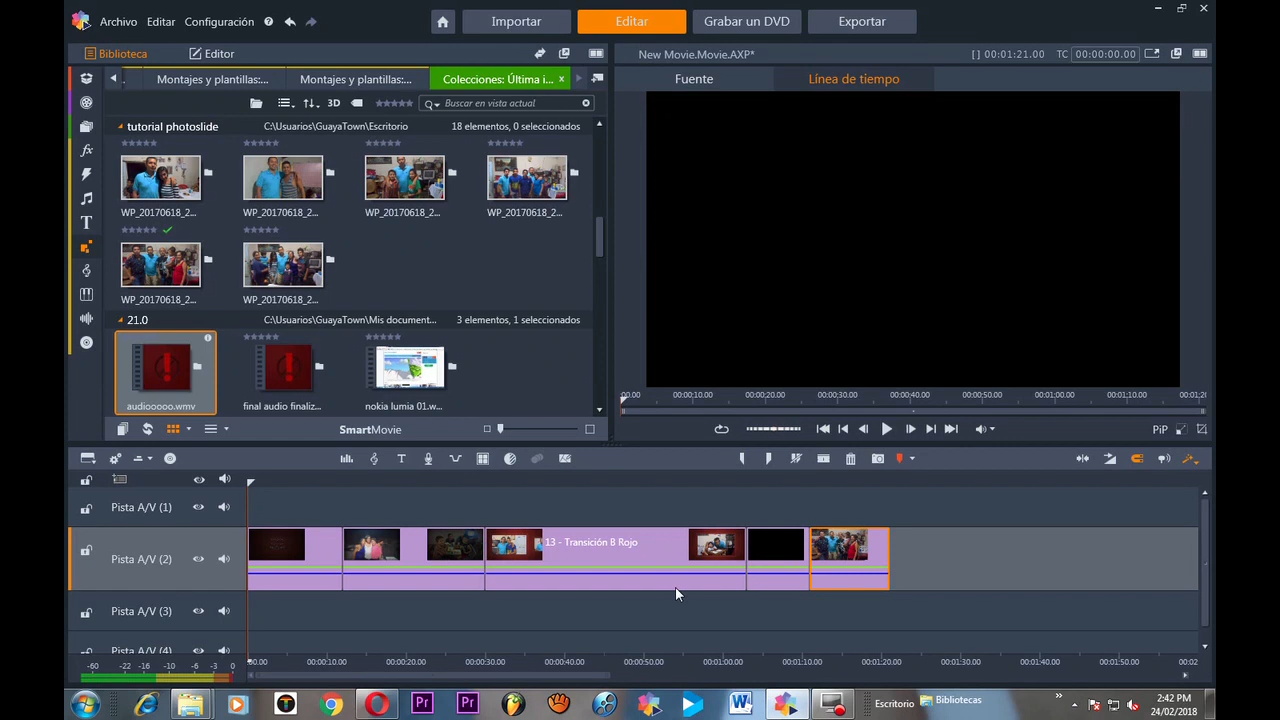 Archivo Editar Configuración ?
Importar
Editar
Grabar un DVD
Exportar
Biblioteca
Editor
New Movie.Movie.AXP*
[] 00:01:21.00 TC 00:00:00.00
Montajes y plantillas:...
Montajes y plantillas:...
Colecciones: Última i... x
Fuente
Línea de tiempo
3D
Buscar en vista actual
tutorial photoslide
C:\Usuarios\GuayaTown\Escritorio
18 elementos, 0 seleccionados
WP_20170618_2...
WP_20170618_2...
WP_20170618_2...
WP_20170618_2...
WP_20170618_2...
WP_20170618_2...
21.0
C:\Usuarios\GuayaTown\Mis document...
3 elementos, 1 seleccionados
audiooooo.wmv
final audio finaliz...
nokia lumia 01.w...
:00.00 00:00:10.00 00:00:20.00 00:00:30.00 00:00:40.00 00:00:50.00 00:01:00.00 00:01:10.00 00:01:20
SmartMovie
PiP
Pista A/V (1)
Pista A/V (2)
13 - Transición B Rojo
Pista A/V (3)
Pista A/V (4)
-60 -22 -16 -10 -6 -3 0
:00.00 00:00:10.00 00:00:20.00 00:00:30.00 00:00:40.00 00:00:50.00 00:01:00.00 00:01:10.00 00:01:20.00 00:01:30.00 00:01:40.00 00:01:50.00 00:02
Escritorio
Bibliotecas
2:42 PM
24/02/2018